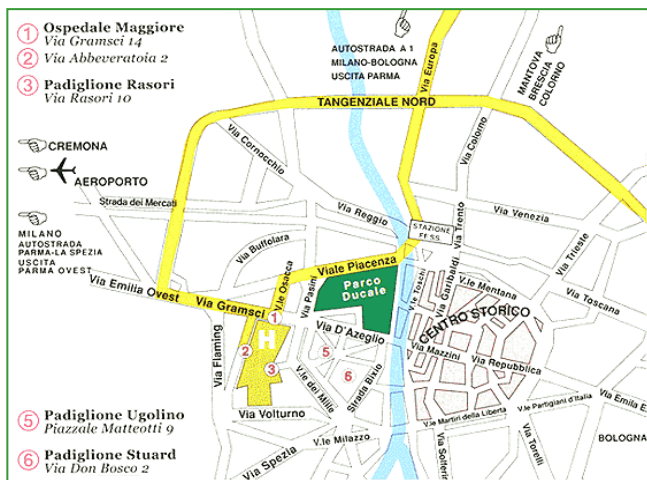 1 Ospedale Maggiore
Via Gramsci 14
2 Via Abbeveratoia 2
3 Padiglione Rasori
Via Rasori 10
AUTOSTRADA A 1
MILANO-BOLOGNA
USCITA PARMA
Via Europa
MANTOVA
BRESCIA
COLORNO
TANGENZIALE NORD
Via Colorno
Via Cornocchio
CREMONA
AEROPORTO
Strada dei Mercati
MILANO
AUTOSTRADA
PARMA-LA SPEZIA
USCITA
PARMA OVEST
Via Reggio
STAZIONE
FF.SS.
Via Trento
Via Venezia
Via Trieste
Via Buffolara
Viale Piacenza
V.le Osacca
Via Pasini
Parco
Ducale
V.le Toschi
Via Garibaldi
V.le Mentana
Via Toscana
Via Emilia Ovest
Via Gramsci
1
H
2
3
Via D'Azeglio
CENTRO STORICO
Via Mazzini
Via Repubblica
Via Flaming
5
6
V.le dei Mille
Strada Bixio
Via Volturno
V.le Martiri della Liberta
V.le Partigiani d'Italia
Via Emilia E
V.le Milazzo
Via Spezia
Via Solferin
Via Torelli
BOLOGNA
5 Padiglione Ugolino
Piazzale Matteotti 9
6 Padiglione Stuard
Via Don Bosco 2